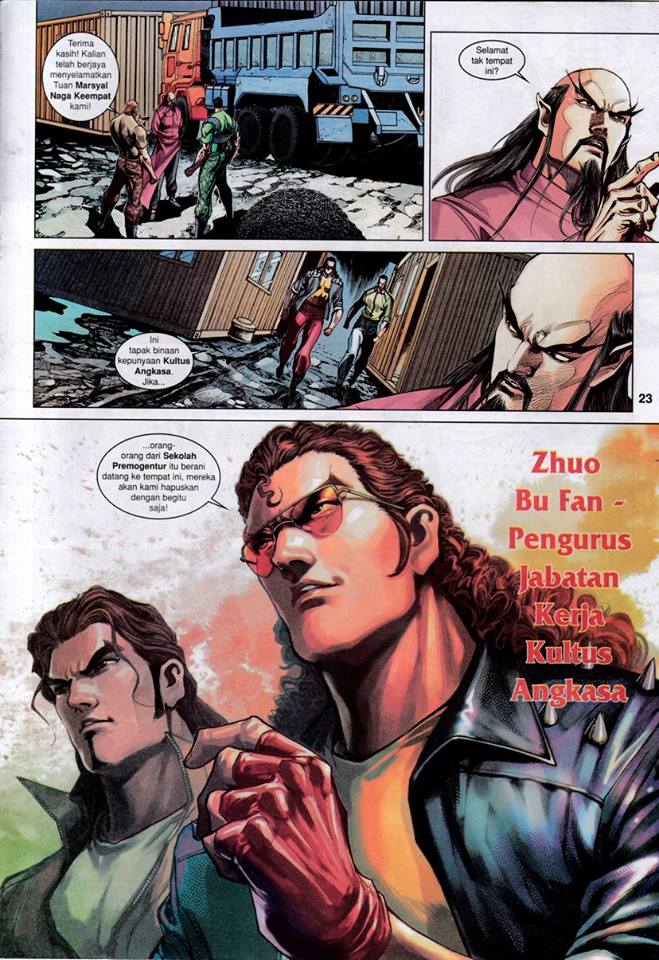 Terima
kasih! Kalian
telah berjaya
menyelamatkan
Tuan Marsyal
Naga Keempat
kami!
Selamat
tak tempat
ini?
Ini
tapak binaan
kepunyaan Kultus
Angkasa.
Jika...
23
...orang-
orang dari Sekolah
Premogentur itu berani
datang ke tempat ini, mereka
akan kami hapuskan
dengan begitu
saja!
Zhuo
Bu Fan -
Pengurus
Jabatan
Kerja
Kultus
Angkasa